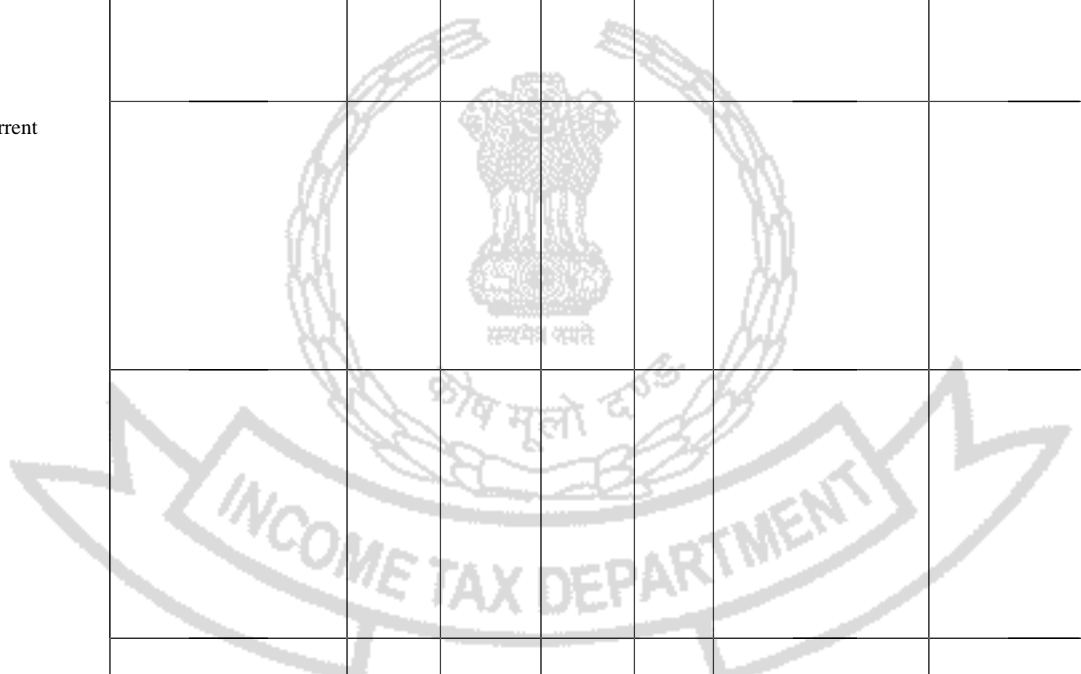 rrent
सत्यमेव जयते
कोष मूलो दण्ड
INCOME TAX DEPARTMENT